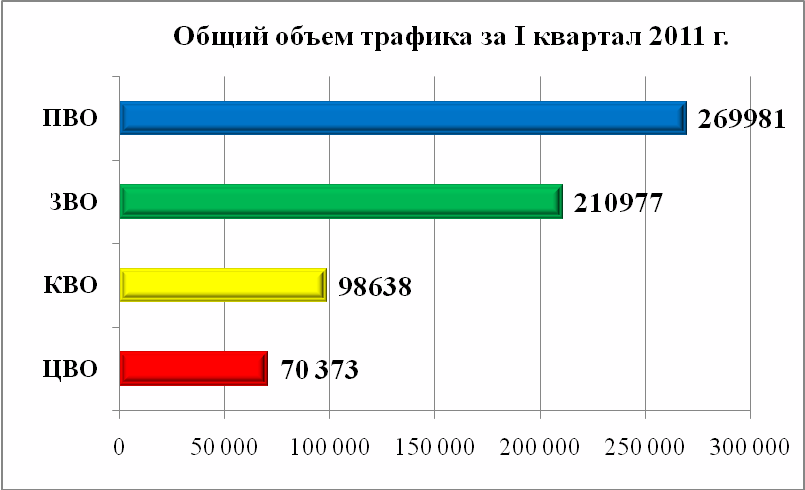 Общий объем трафика за I квартал 2011 г.
ПВО
269981
ЗВО
210977
КВО
98638
ЦВО
70 373
0 50 000 100 000 150 000 200 000 250 000 300 000